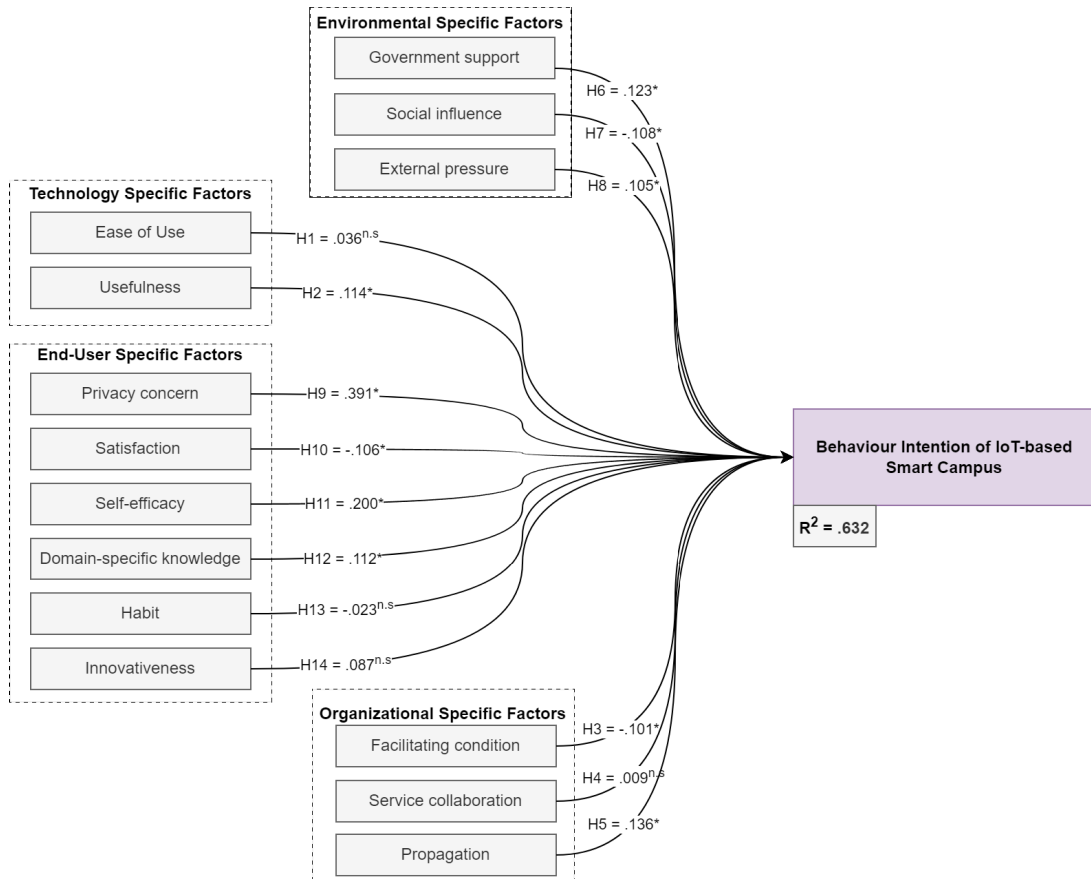 Environmental Specific Factors
Government support
H6 = .123*
Social influence
H7 = -.108*
External pressure
H8 = .105*
Technology Specific Factors
Ease of Use
H1 = .036n.s
Usefulness
H2 = .114*
End-User Specific Factors
Privacy concern
H9 = .391*
Satisfaction
H10 = -.106*
Self-efficacy
H11 = .200*
Domain-specific knowledge
H12 = .112*
Habit
H13 = -.023n.s
Innovativeness
H14 = .087n.s
Behaviour Intention of IoT-based
Smart Campus
R2 = .632
Organizational Specific Factors
Facilitating condition
H3 = -.101*
Service collaboration
H4 = .009n.s
Propagation
H5 = .136*